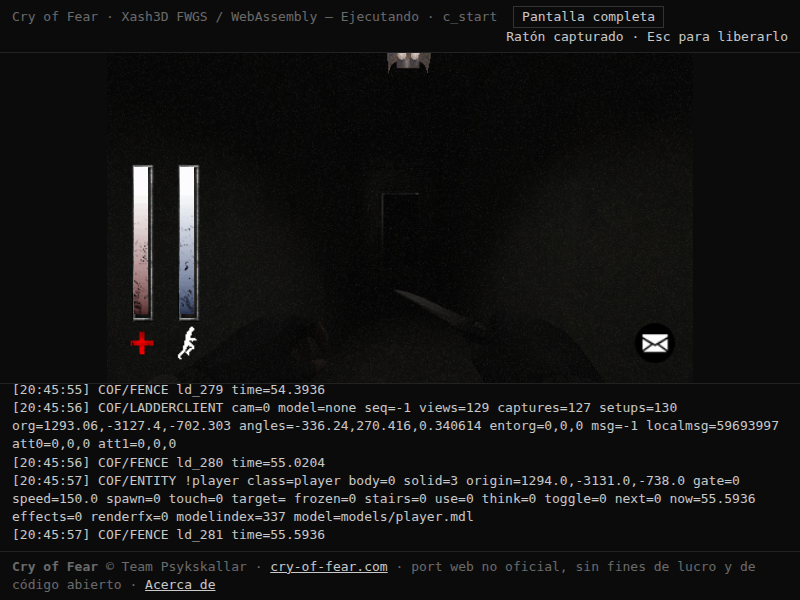 Cry of Fear · Xash3D FWGS / WebAssembly — Ejecutando · c_start
Pantalla completa
Ratón capturado · Esc para liberarlo
[20:45:55] COF/FENCE ld_279 time=54.3936
[20:45:56] COF/LADDERCLIENT cam=0 model=none seq=-1 views=129 captures=127 setups=130
org=1293.06,-3127.4,-702.303 angles=-336.24,270.416,0.340614 entorg=0,0,0 msg=-1 localmsg=59693997
att0=0,0,0 att1=0,0,0
[20:45:56] COF/FENCE ld_280 time=55.0204
[20:45:57] COF/ENTITY !player class=player body=0 solid=3 origin=1294.0,-3131.0,-738.0 gate=0
speed=150.0 spawn=0 touch=0 target= frozen=0 stairs=0 use=0 think=0 toggle=0 next=0 now=55.5936
effects=0 renderfx=0 modelindex=337 model=models/player.mdl
[20:45:57] COF/FENCE ld_281 time=55.5936
Cry of Fear © Team Psykskallar · cry-of-fear.com · port web no oficial, sin fines de lucro y de
código abierto · Acerca de